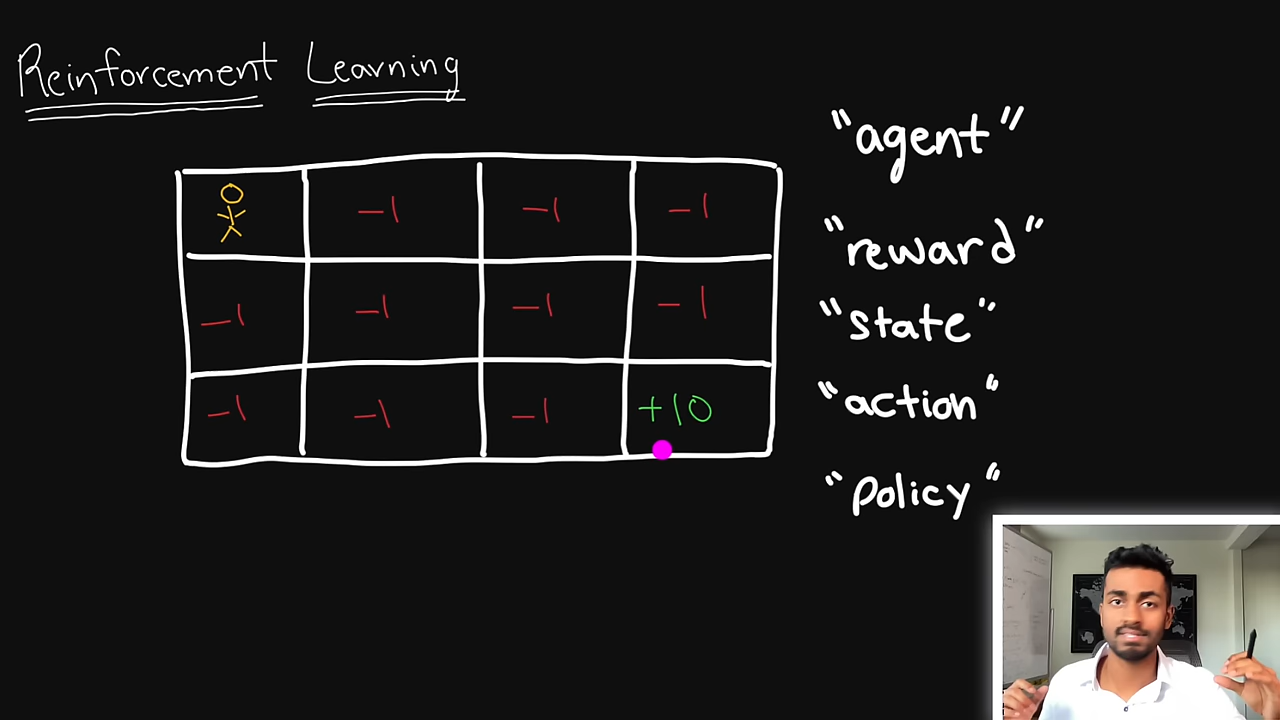 Reinforcement Learning
-1 -1 -1
-1 -1 -1 -1
-1 -1 -1 +10
"agent"
"reward"
"state"
"action"
"policy"